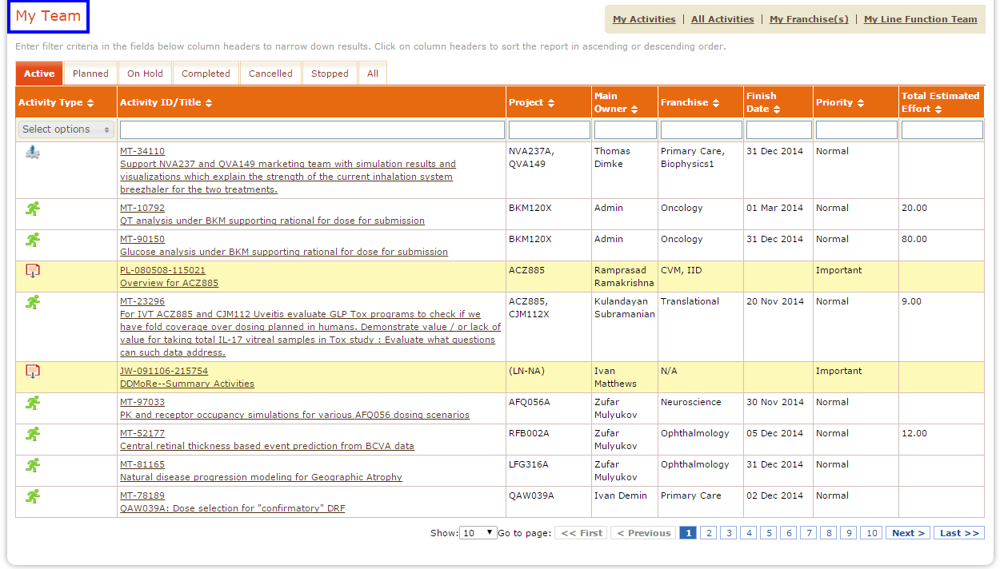 My Team
My Activities | All Activities | My Franchise(s) | My Line Function Team
Enter filter criteria in the fields below column headers to narrow down results. Click on column headers to sort the report in ascending or descending order.
Active Planned On Hold Completed Cancelled Stopped All
Activity Type Activity ID/Title Project Main Owner Franchise Finish Date Priority Total Estimated Effort
Select options
MT-34110 NVA237A, Thomas Primary Care, 31 Dec 2014 Normal
Support NVA237 and QVA149 marketing team with simulation results and QVA149 Dimke Biophysics1
visualizations which explain the strength of the current inhalation system
breezhaler for the two treatments.
MT-10792 BKM120X Admin Oncology 01 Mar 2014 Normal 20.00
QT analysis under BKM supporting rational for dose for submission
MT-90150 BKM120X Admin Oncology 31 Dec 2014 Normal 80.00
Glucose analysis under BKM supporting rational for dose for submission
PL-080508-115021 ACZ885 Ramprasad CVM, IID Important
Overview for ACZ885 Ramakrishna
MT-23296 ACZ885, Kulandayan Translational 20 Nov 2014 Normal 9.00
For IVT ACZ885 and CJM112 Uveitis evaluate GLP Tox programs to check if we CJM112X Subramanian
have fold coverage over dosing planned in humans. Demonstrate value / or lack of
value for taking total IL-17 vitreal samples in Tox study : Evaluate what questions
can such data address.
JW-091106-215754 (LN-NA) Ivan N/A Important
DDMoRe--Summary Activities Matthews
MT-97033 AFQ056A Zufar Neuroscience 30 Nov 2014 Normal
PK and receptor occupancy simulations for various AFQ056 dosing scenarios Mulyukov
MT-52177 RFB002A Zufar Ophthalmology 05 Dec 2014 Normal 12.00
Central retinal thickness based event prediction from BCVA data Mulyukov
MT-81165 LFG316A Zufar Ophthalmology 31 Dec 2014 Normal
Natural disease progression modeling for Geographic Atrophy Mulyukov
MT-78189 QAW039A Ivan Demin Primary Care 02 Dec 2014 Normal
QAW039A: Dose selection for "confirmatory" DRF
Show: 10 Go to page: << First < Previous 1 2 3 4 5 6 7 8 9 10 Next > Last >>